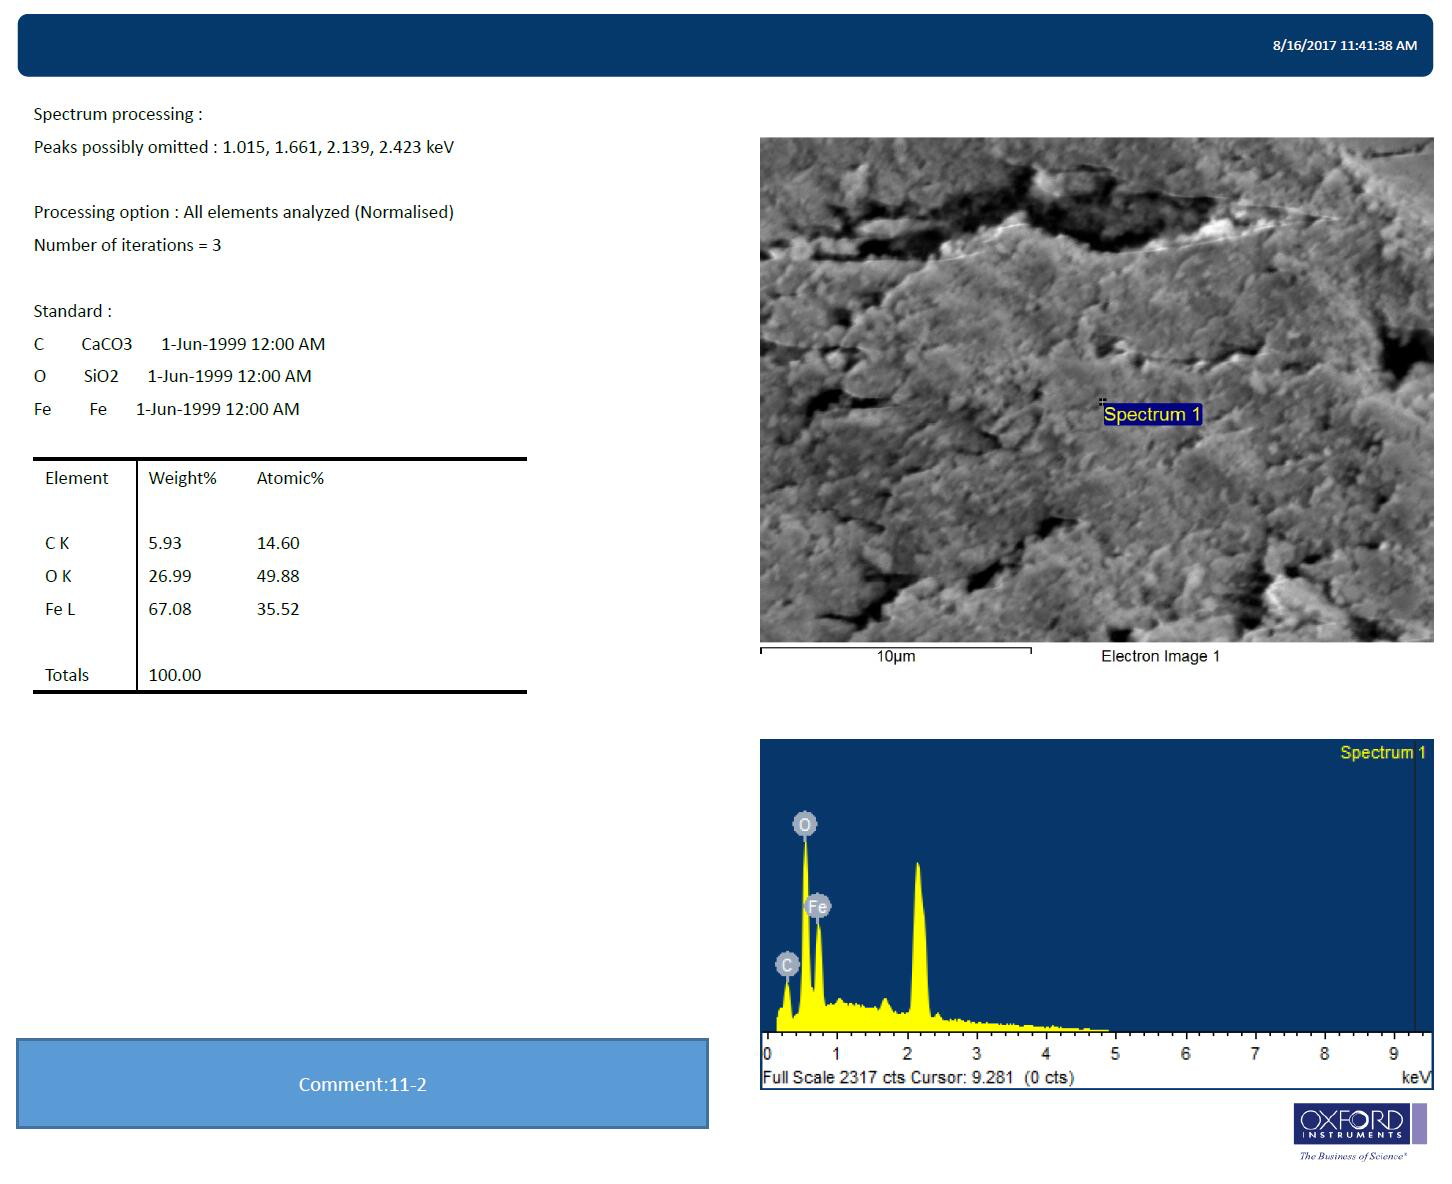 8/16/2017 11:41:38 AM
Spectrum processing :
Peaks possibly omitted : 1.015, 1.661, 2.139, 2.423 keV
Processing option : All elements analyzed (Normalised)
Number of iterations = 3
Standard :
C CaCO3 1-Jun-1999 12:00 AM
O SiO2 1-Jun-1999 12:00 AM
Fe Fe 1-Jun-1999 12:00 AM
Element Weight% Atomic%
C K 5.93 14.60
O K 26.99 49.88
Fe L 67.08 35.52
Totals 100.00
Comment:11-2
Spectrum 1
10µm Electron Image 1
Spectrum 1
O
Fe
C
0 1 2 3 4 5 6 7 8 9
Full Scale 2317 cts Cursor: 9.281 (0 cts) keV
OXFORD
INSTRUMENTS
The Business of Science®